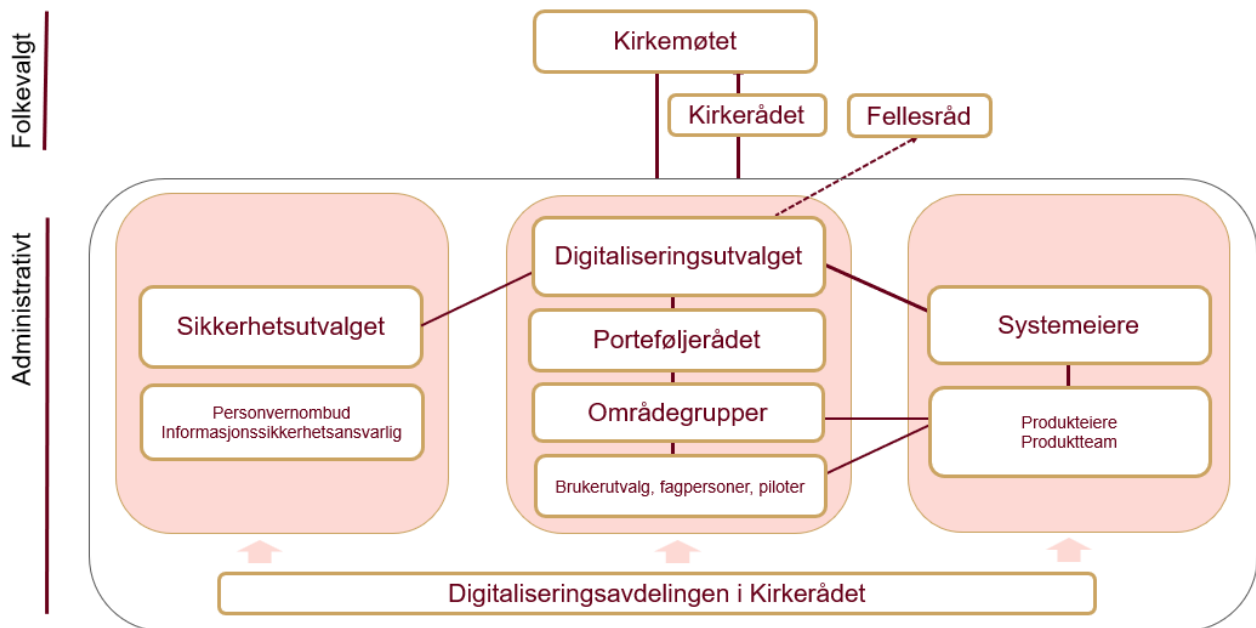 Folkevalgt
Kirkemøtet
Kirkerådet
Fellesråd
Administrativt
Sikkerhetsutvalget
Personvernombud
Informasjonssikkerhetsansvarlig
Digitaliseringsutvalget
Porteføljerådet
Områdegrupper
Brukerutvalg, fagpersoner, piloter
Systemeiere
Produkteiere
Produktteam
Digitaliseringsavdelingen i Kirkerådet